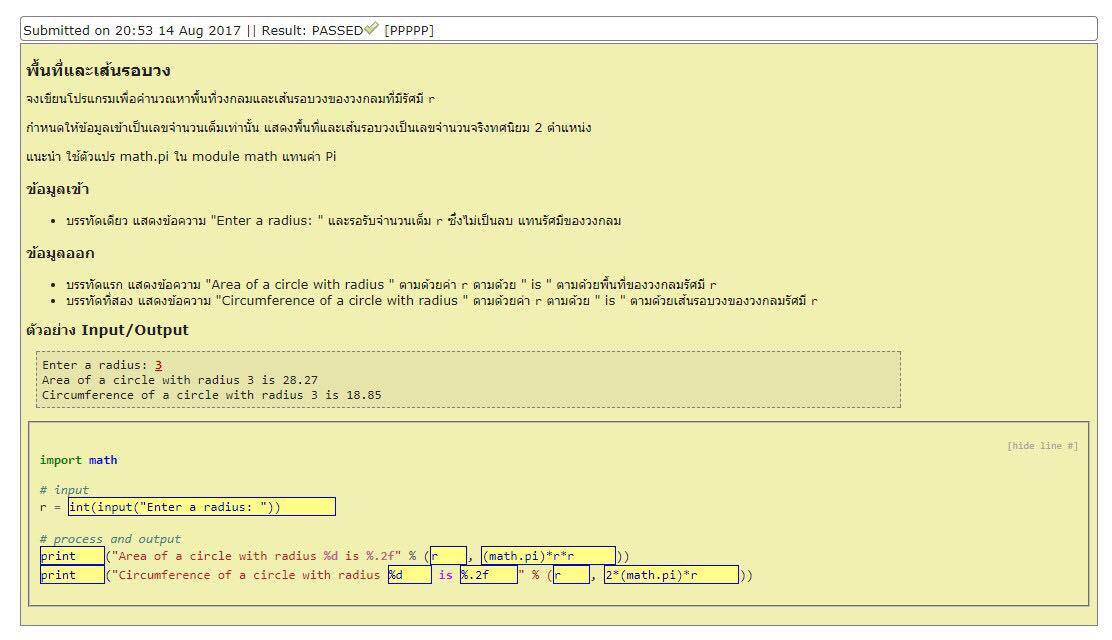 Submitted on 20:53 14 Aug 2017 || Result: PASSED [PPPPP]
พื้นที่และเส้นรอบวง
จงเขียนโปรแกรมเพื่อคำนวณหาพื้นที่วงกลมและเส้นรอบวงของวงกลมที่มีรัศมี r
กำหนดให้ข้อมูลเข้าเป็นเลขจำนวนเต็มเท่านั้น แสดงพื้นที่และเส้นรอบวงเป็นเลขจำนวนจริงทศนิยม 2 ตำแหน่ง
แนะนำ ใช้ตัวแปร math.pi ใน module math แทนค่า Pi
ข้อมูลเข้า
• บรรทัดเดียว แสดงข้อความ "Enter a radius: " และรอรับจำนวนเต็ม r ซึ่งไม่เป็นลบ แทนรัศมีของวงกลม
ข้อมูลออก
• บรรทัดแรก แสดงข้อความ "Area of a circle with radius " ตามด้วยค่า r ตามด้วย " is " ตามด้วยพื้นที่ของวงกลมรัศมี r
• บรรทัดที่สอง แสดงข้อความ "Circumference of a circle with radius " ตามด้วยค่า r ตามด้วย " is " ตามด้วยเส้นรอบวงของวงกลมรัศมี r
ตัวอย่าง Input/Output
Enter a radius: 3
Area of a circle with radius 3 is 28.27
Circumference of a circle with radius 3 is 18.85
[hide line #]
import math
# input
r = int(input("Enter a radius: "))
# process and output
print ("Area of a circle with radius %d is %.2f" % (r , (math.pi)*r*r ))
print ("Circumference of a circle with radius %d is %.2f " % (r , 2*(math.pi)*r ))